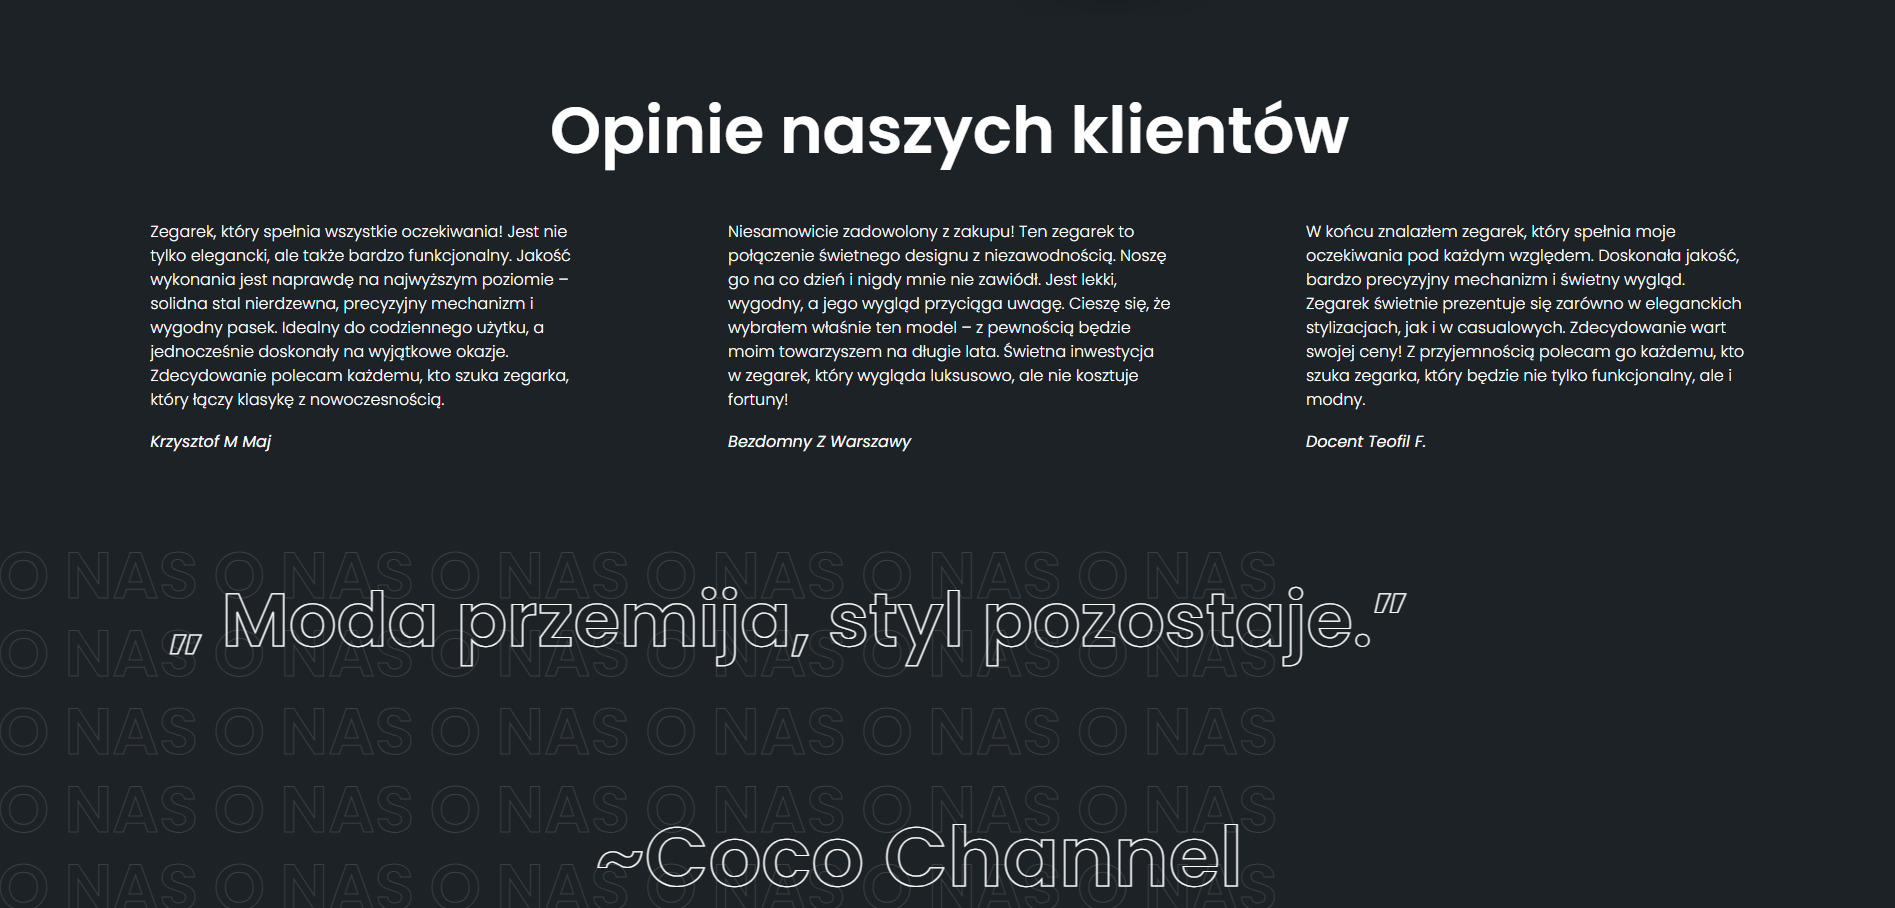 Opinie naszych klientów
Zegarek, który spełnia wszystkie oczekiwania! Jest nie
tylko elegancki, ale także bardzo funkcjonalny. Jakość
wykonania jest naprawdę na najwyższym poziomie –
solidna stal nierdzewna, precyzyjny mechanizm i
wygodny pasek. Idealny do codziennego użytku, a
jednocześnie doskonały na wyjątkowe okazje.
Zdecydowanie polecam każdemu, kto szuka zegarka,
który łączy klasykę z nowoczesnością.
Krzysztof M Maj
Niesamowicie zadowolony z zakupu! Ten zegarek to
połączenie świetnego designu z niezawodnością. Noszę
go na co dzień i nigdy mnie nie zawiódł. Jest lekki,
wygodny, a jego wygląd przyciąga uwagę. Cieszę się, że
wybrałem właśnie ten model – z pewnością będzie
moim towarzyszem na długie lata. Świetna inwestycja
w zegarek, który wygląda luksusowo, ale nie kosztuje
fortuny!
Bezdomny Z Warszawy
W końcu znalazłem zegarek, który spełnia moje
oczekiwania pod każdym względem. Doskonała jakość,
bardzo precyzyjny mechanizm i świetny wygląd.
Zegarek świetnie prezentuje się zarówno w eleganckich
stylizacjach, jak i w casualowych. Zdecydowanie wart
swojej ceny! Z przyjemnością polecam go każdemu, kto
szuka zegarka, który będzie nie tylko funkcjonalny, ale i
modny.
Docent Teofil F.
O NAS O NAS O NAS O NAS O NAS O NAS
„ Moda przemija, styl pozostaje.”
O NAS O NAS O NAS O NAS O NAS O NAS
O NAS O NAS O NAS O NAS O NAS O NAS
O NAS O NAS O NAS O NAS O NAS O NAS
~Coco Channel
O NAS O NAS O NAS O NAS O NAS O NAS